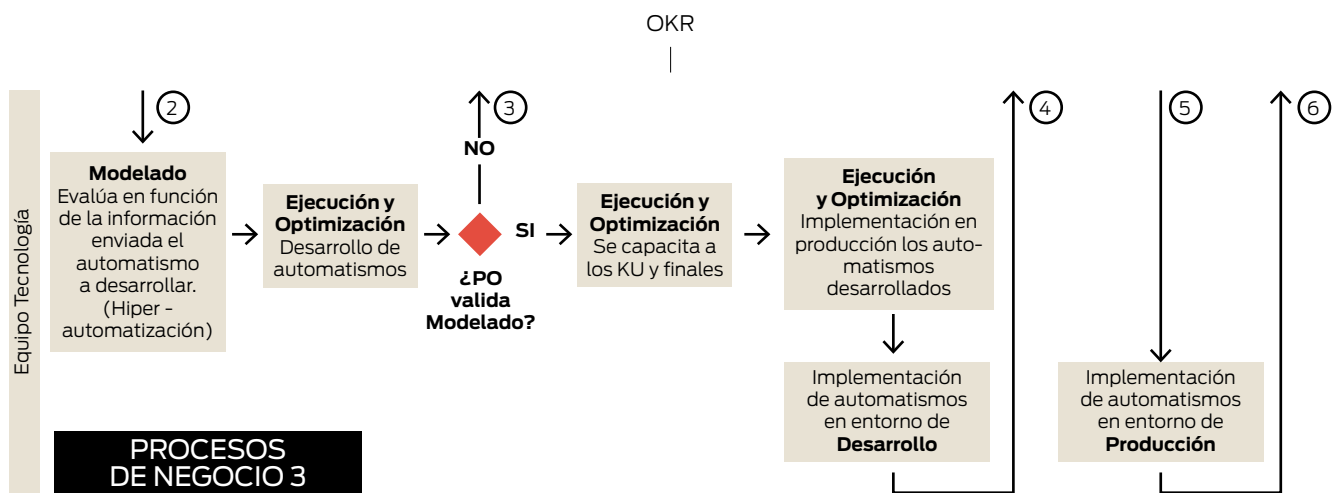 OKR
2
3
4
5
6
NO
Equipo Tecnología
Modelado
Evalúa en función
de la información
enviada el
automatismo
a desarrollar.
(Hiper -
automatización)
Ejecución y
Optimización
Desarrollo de
automatismos
SI
¿PO
valida
Modelado?
Ejecución y
Optimización
Se capacita a
los KU y finales
Ejecución
y Optimización
Implementación en
producción los auto-
matismos
desarrollados
Implementación
de automatismos
en entorno de
Desarrollo
Implementación
de automatismos
en entorno de
Producción
PROCESOS
DE NEGOCIO 3